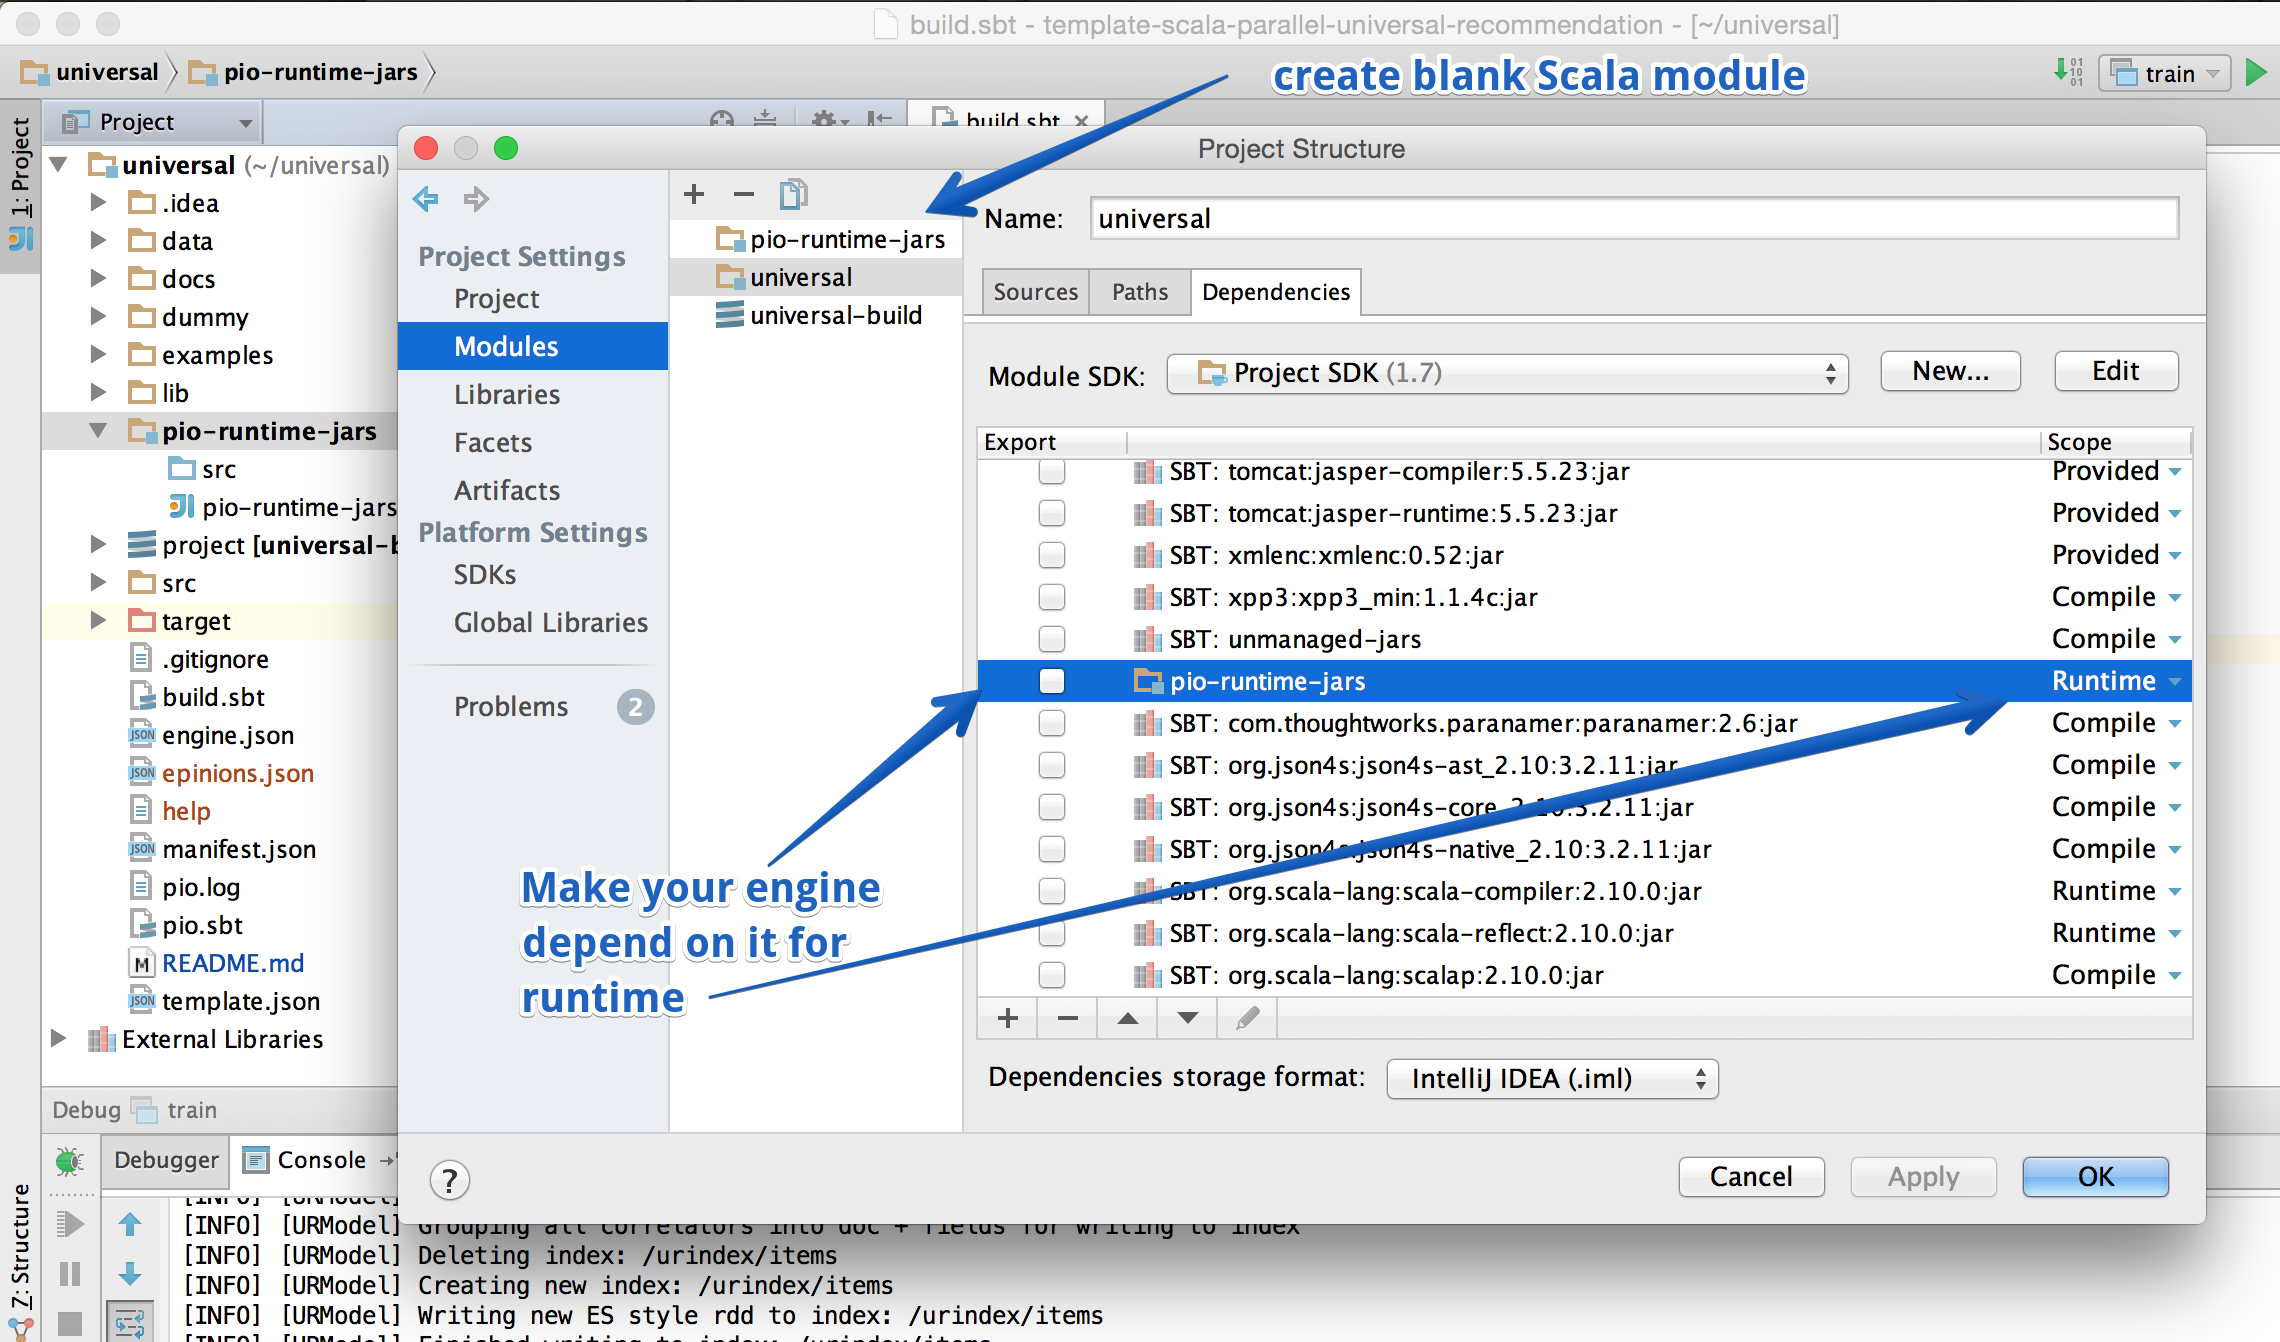 build.sbt - template-scala-parallel-universal-recommendation - [~/universal]
universal pio-runtime-jars
create blank Scala module
train
1: Project
Project
build.sbt
Project Structure
universal (~/universal)
.idea
data
docs
dummy
examples
lib
pio-runtime-jars
src
pio-runtime-jars
project [universal-b
src
target
.gitignore
build.sbt
engine.json
epinions.json
help
manifest.json
pio.log
pio.sbt
README.md
template.json
External Libraries
Project Settings
Project
Modules
Libraries
Facets
Artifacts
Platform Settings
SDKs
Global Libraries
Problems 2
pio-runtime-jars
universal
universal-build
Name: universal
Sources Paths Dependencies
Module SDK: Project SDK (1.7) New... Edit
Export Scope
SBT: tomcat:jasper-compiler:5.5.23:jar Provided
SBT: tomcat:jasper-runtime:5.5.23:jar Provided
SBT: xmlenc:xmlenc:0.52:jar Provided
SBT: xpp3:xpp3_min:1.1.4c:jar Compile
SBT: unmanaged-jars Compile
pio-runtime-jars Runtime
SBT: com.thoughtworks.paranamer:paranamer:2.6:jar Compile
SBT: org.json4s:json4s-ast_2.10:3.2.11:jar Compile
SBT: org.json4s:json4s-core_2.10:3.2.11:jar Compile
SBT: org.json4s:json4s-native_2.10:3.2.11:jar Compile
SBT: org.scala-lang:scala-compiler:2.10.0:jar Runtime
SBT: org.scala-lang:scala-reflect:2.10.0:jar Runtime
SBT: org.scala-lang:scalap:2.10.0:jar Compile
Make your engine
depend on it for
runtime
Dependencies storage format: IntelliJ IDEA (.iml)
? Cancel Apply OK
Debug train
Debugger Console
7: Structure
[INFO] [URModel]
[INFO] [URModel] Grouping all correlators into doc + fields for writing to index
[INFO] [URModel] Deleting index: /urindex/items
[INFO] [URModel] Creating new index: /urindex/items
[INFO] [URModel] Writing new ES style rdd to index: /urindex/items
[INFO] [URModel] Finished writing to index: /urindex/items